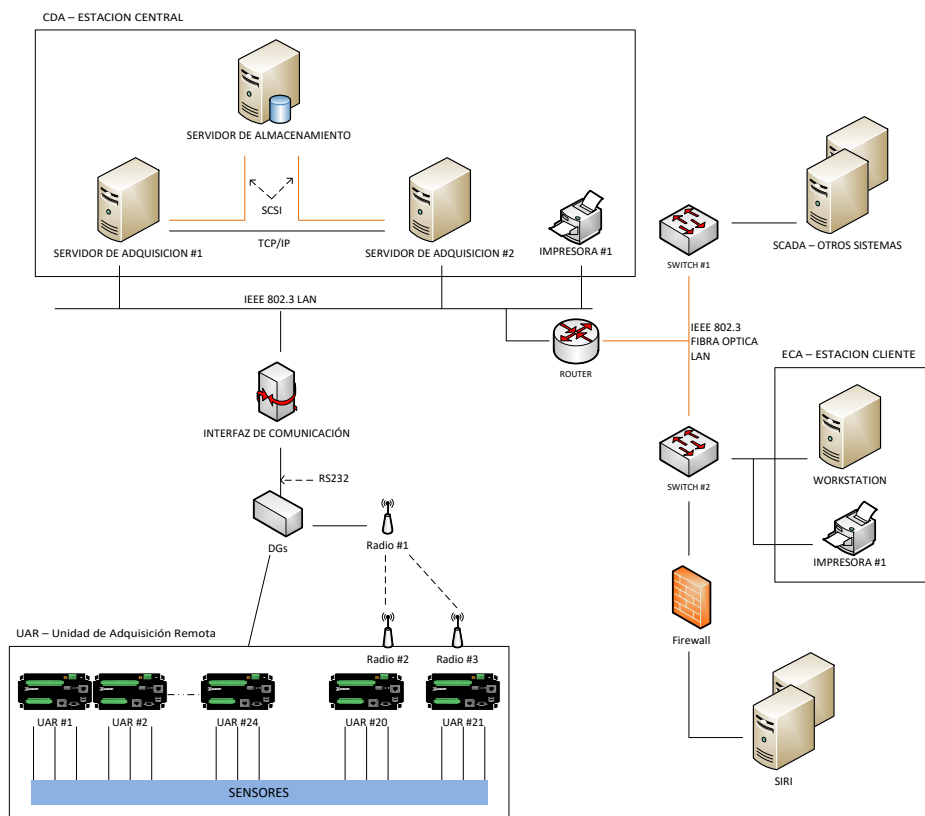 CDA – ESTACION CENTRAL
SERVIDOR DE ALMACENAMIENTO
SCSI
TCP/IP
SERVIDOR DE ADQUISICION #1
SERVIDOR DE ADQUISICION #2
IMPRESORA #1
SWITCH #1
SCADA – OTROS SISTEMAS
IEEE 802.3 LAN
ROUTER
IEEE 802.3
FIBRA OPTICA
LAN
ECA – ESTACION CLIENTE
INTERFAZ DE COMUNICACIÓN
SWITCH #2
WORKSTATION
RS232
DGs
Radio #1
IMPRESORA #1
Firewall
UAR – Unidad de Adquisición Remota
Radio #2
Radio #3
UAR #1
UAR #2
UAR #24
UAR #20
UAR #21
SENSORES
SIRI